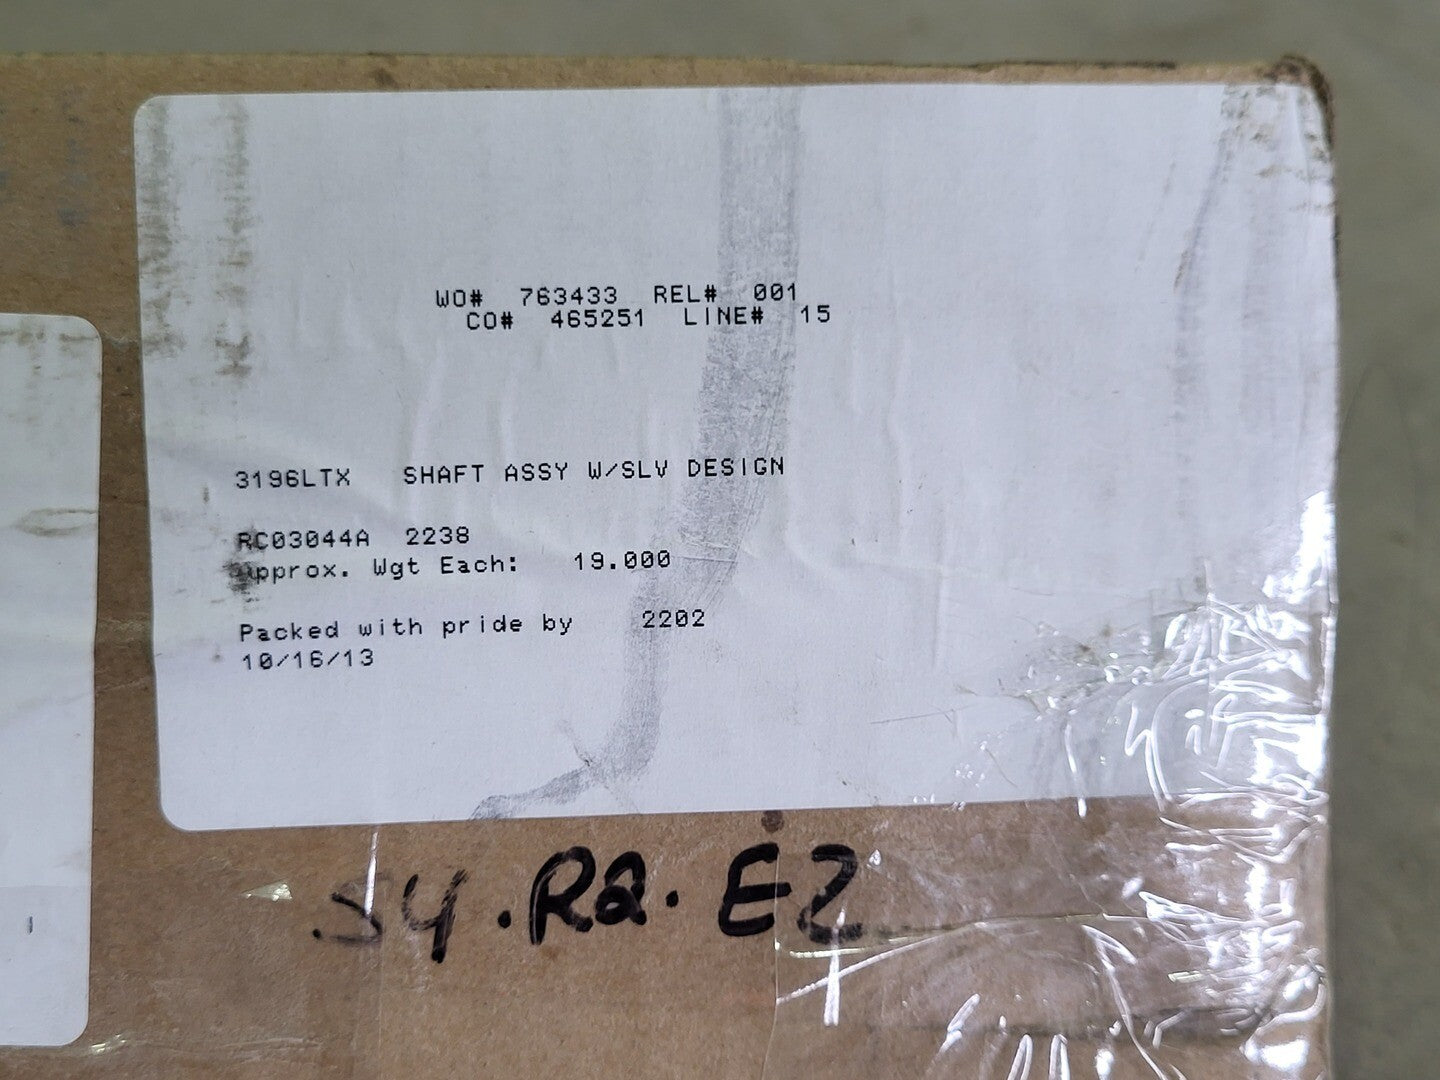 WO# 763433 REL# 001
CO# 465251 LINE# 15
3196LTX SHAFT ASSY W/SLV DESIGN
RC03044A 2238
Approx. Wgt Each: 19.000
Packed with pride by 2202
10/16/13
S4.R2.E2